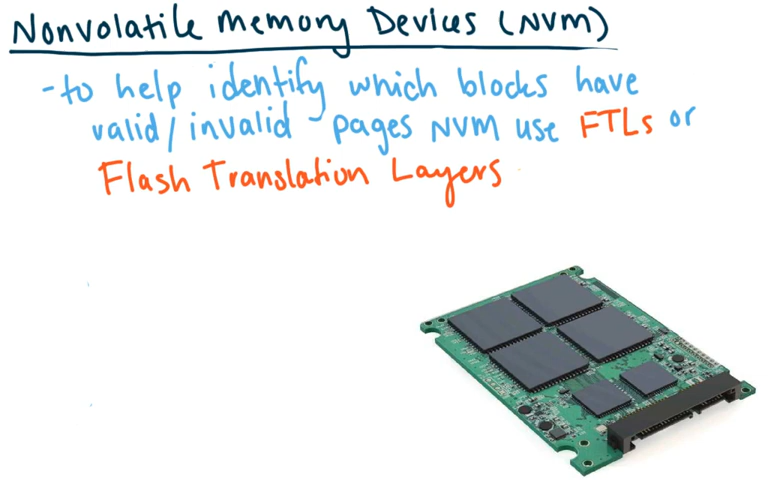 Nonvolatile Memory Devices (NVM)
- to help identify which blocks have
valid/invalid pages NVM use FTLs or
Flash Translation Layers